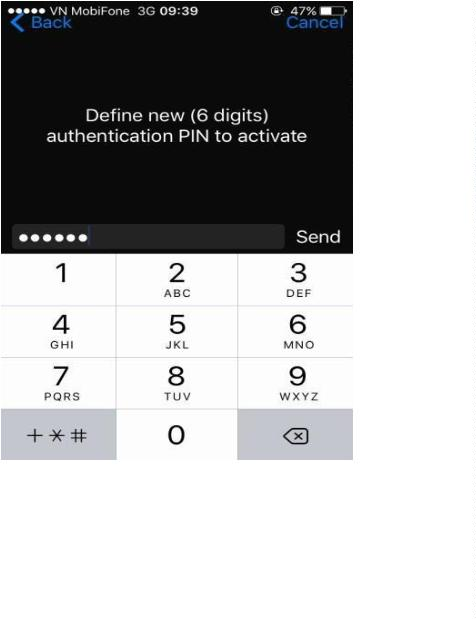 VN MobiFone 3G 09:39 47%
Back Cancel
Define new (6 digits)
authentication PIN to activate
Send
1 2 3
ABC DEF
4 5 6
GHI JKL MNO
7 8 9
PQRS TUV WXYZ
+*# 0